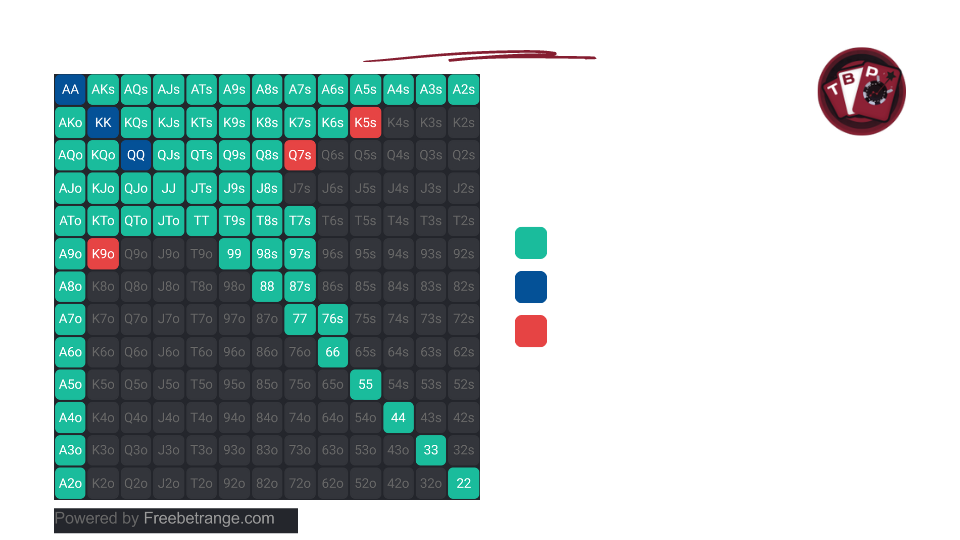 TBP
AA AKs AQs AJs ATs A9s A8s A7s A6s A5s A4s A3s A2s
AKo KK KQs KJs KTs K9s K8s K7s K6s K5s K4s K3s K2s
AQo KQo QQ QJs QTs Q9s Q8s Q7s Q6s Q5s Q4s Q3s Q2s
AJo KJo QJo JJ JTs J9s J8s J7s J6s J5s J4s J3s J2s
ATo KTo QTo JTo TT T9s T8s T7s T6s T5s T4s T3s T2s
A9o K9o Q9o J9o T9o 99 98s 97s 96s 95s 94s 93s 92s
A8o K8o Q8o J8o T8o 98o 88 87s 86s 85s 84s 83s 82s
A7o K7o Q7o J7o T7o 97o 87o 77 76s 75s 74s 73s 72s
A6o K6o Q6o J6o T6o 96o 86o 76o 66 65s 64s 63s 62s
A5o K5o Q5o J5o T5o 95o 85o 75o 65o 55 54s 53s 52s
A4o K4o Q4o J4o T4o 94o 84o 74o 64o 54o 44 43s 42s
A3o K3o Q3o J3o T3o 93o 83o 73o 63o 53o 43o 33 32s
A2o K2o Q2o J2o T2o 92o 82o 72o 62o 52o 42o 32o 22
Powered by Freebetrange.com